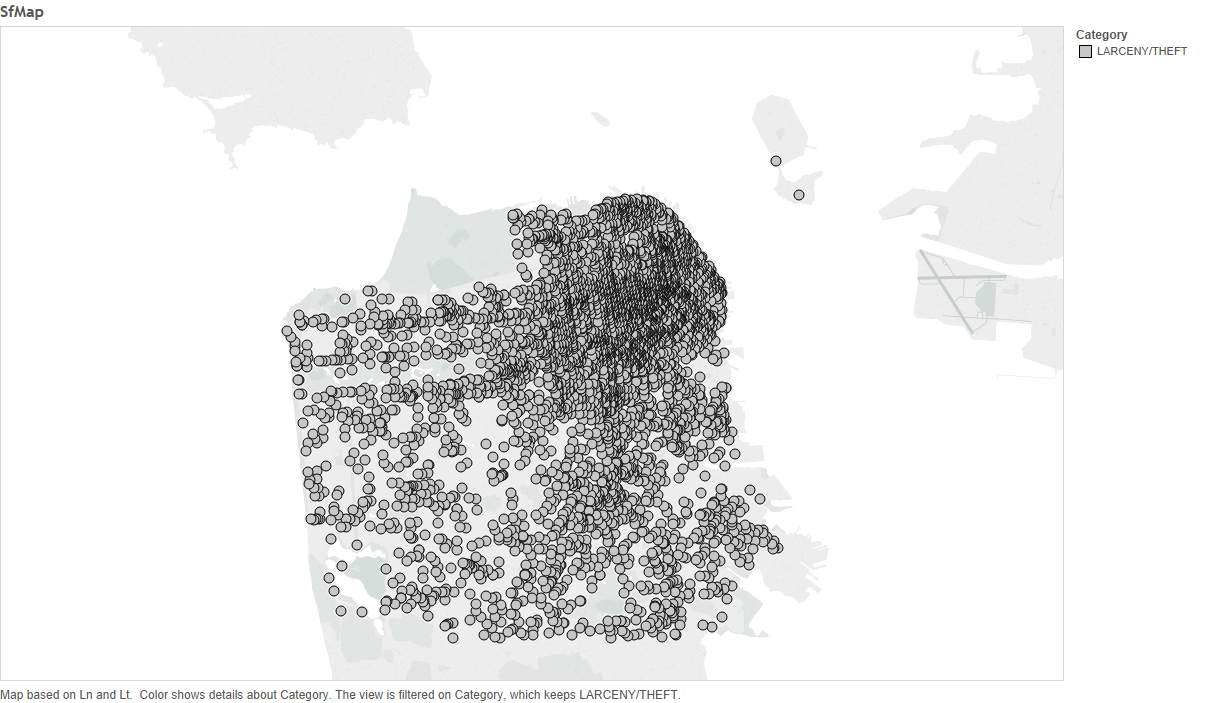 SfMap
Category
LARCENY/THEFT
Map based on Ln and Lt.  Color shows details about Category. The view is filtered on Category, which keeps LARCENY/THEFT.